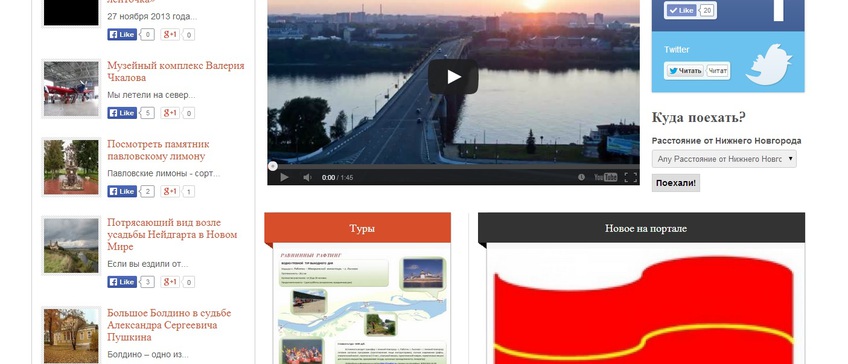 ленточка»
27 ноября 2013 года...
Like 0 g+1 0
Музейный комплекс Валерия
Чкалова
Мы летели на север...
Like 5 g+1 0
Посмотреть памятник
павловскому лимону
Павловские лимоны - сорт...
Like 2 g+1 1
Потрясающий вид возле
усадьбы Нейдгарта в Новом
Мире
Если вы ездили от...
Like 3 g+1 0
Большое Болдино в судьбе
Александра Сергеевича
Пушкина
Болдино – одно из...
0:00 / 1:45
YouTube
Туры
РАВНИННЫЙ РАФТИНГ
Новое на портале
Like 20
Twitter
Читать Читат
Куда поехать?
Расстояние от Нижнего Новгорода
Any Расстояние от Нижнего Новгс
Поехали!